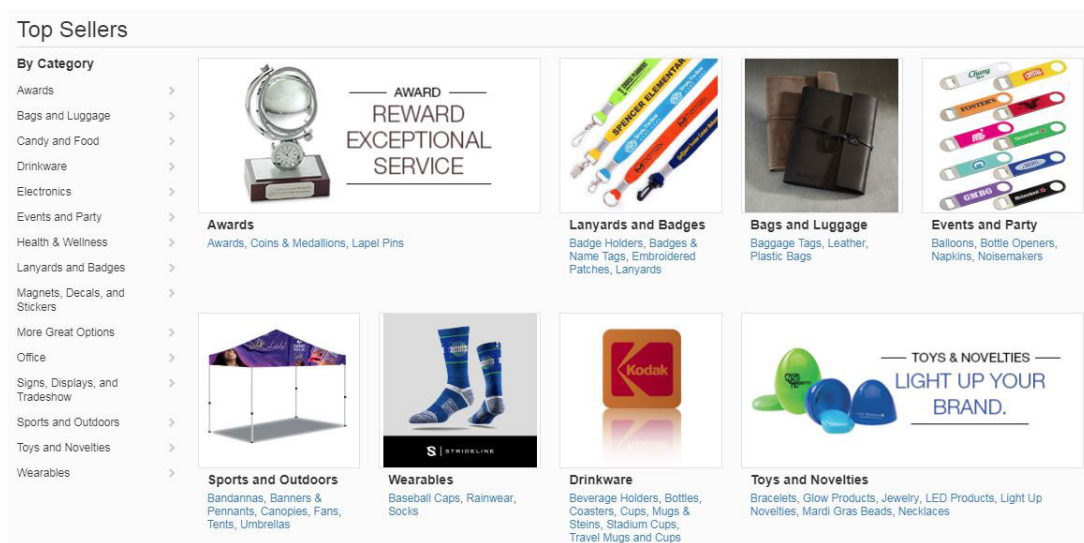 Top Sellers
By Category
Awards
Bags and Luggage
Candy and Food
Drinkware
Electronics
Events and Party
Health & Wellness
Lanyards and Badges
Magnets, Decals, and
Stickers
More Great Options
Office
Signs, Displays, and
Tradeshow
Sports and Outdoors
Toys and Novelties
Wearables
AWARD
REWARD
EXCEPTIONAL
SERVICE
Awards
Awards, Coins & Medallions, Lapel Pins
SPENCER ELEMENTAR
Lanyards and Badges
Badge Holders, Badges &
Name Tags, Embroidered
Patches, Lanyards
Bags and Luggage
Baggage Tags, Leather,
Plastic Bags
Chang
FOSTER'S
GMBG
Heineken
Events and Party
Balloons, Bottle Openers,
Napkins, Noisemakers
Sports and Outdoors
Bandannas, Banners &
Pennants, Canopies, Fans,
Tents, Umbrellas
STRIDELINE
Wearables
Baseball Caps, Rainwear,
Socks
Kodak
Drinkware
Beverage Holders, Bottles,
Coasters, Cups, Mugs &
Steins, Stadium Cups,
Travel Mugs and Cups
TOYS & NOVELTIES
LIGHT UP YOUR
BRAND.
Toys and Novelties
Bracelets, Glow Products, Jewelry, LED Products, Light Up
Novelties, Mardi Gras Beads, Necklaces